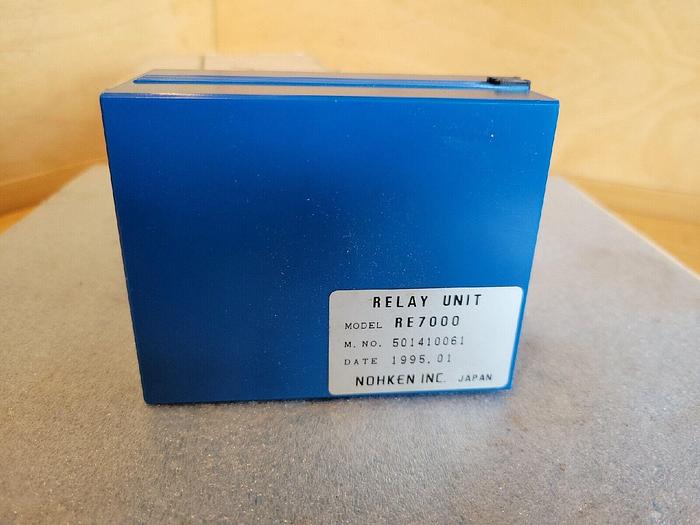 RELAY UNIT
MODEL RE7000
M. NO. 501410061
DATE 1995.01
NOHKEN INC. JAPAN